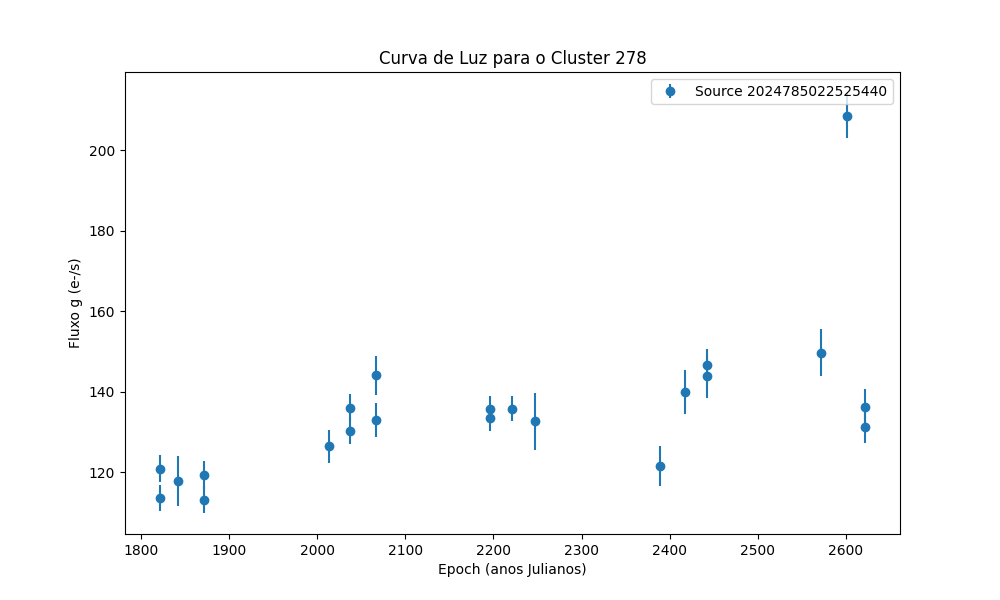 Curva de Luz para o Cluster 278
Source 2024785022525440
200
180
160
140
120
Fluxo g (e-/s)
1800 1900 2000 2100 2200 2300 2400 2500 2600
Epoch (anos Julianos)